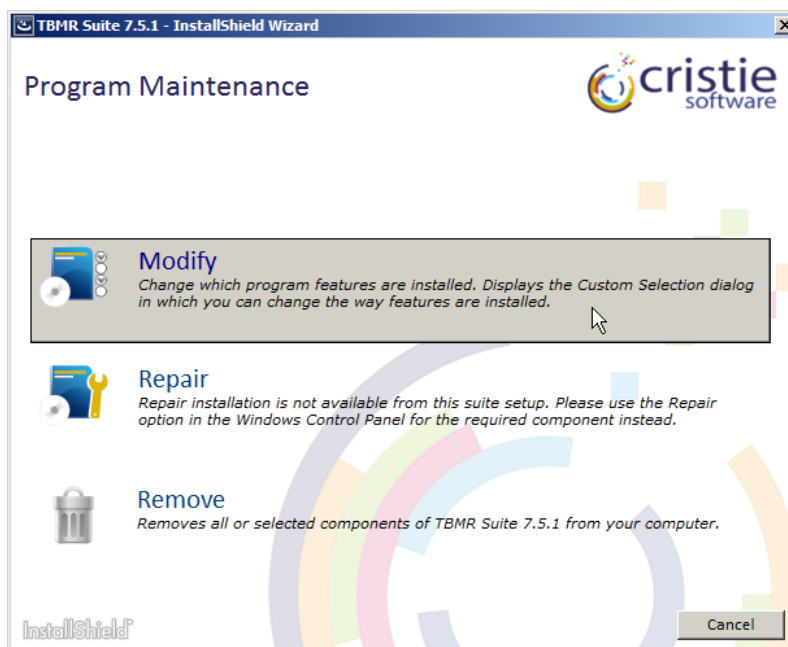 TBMR Suite 7.5.1 - InstallShield Wizard
Program Maintenance
cristie
software
Modify
Change which program features are installed. Displays the Custom Selection dialog
in which you can change the way features are installed.
Repair
Repair installation is not available from this suite setup. Please use the Repair
option in the Windows Control Panel for the required component instead.
Remove
Removes all or selected components of TBMR Suite 7.5.1 from your computer.
InstallShield
Cancel